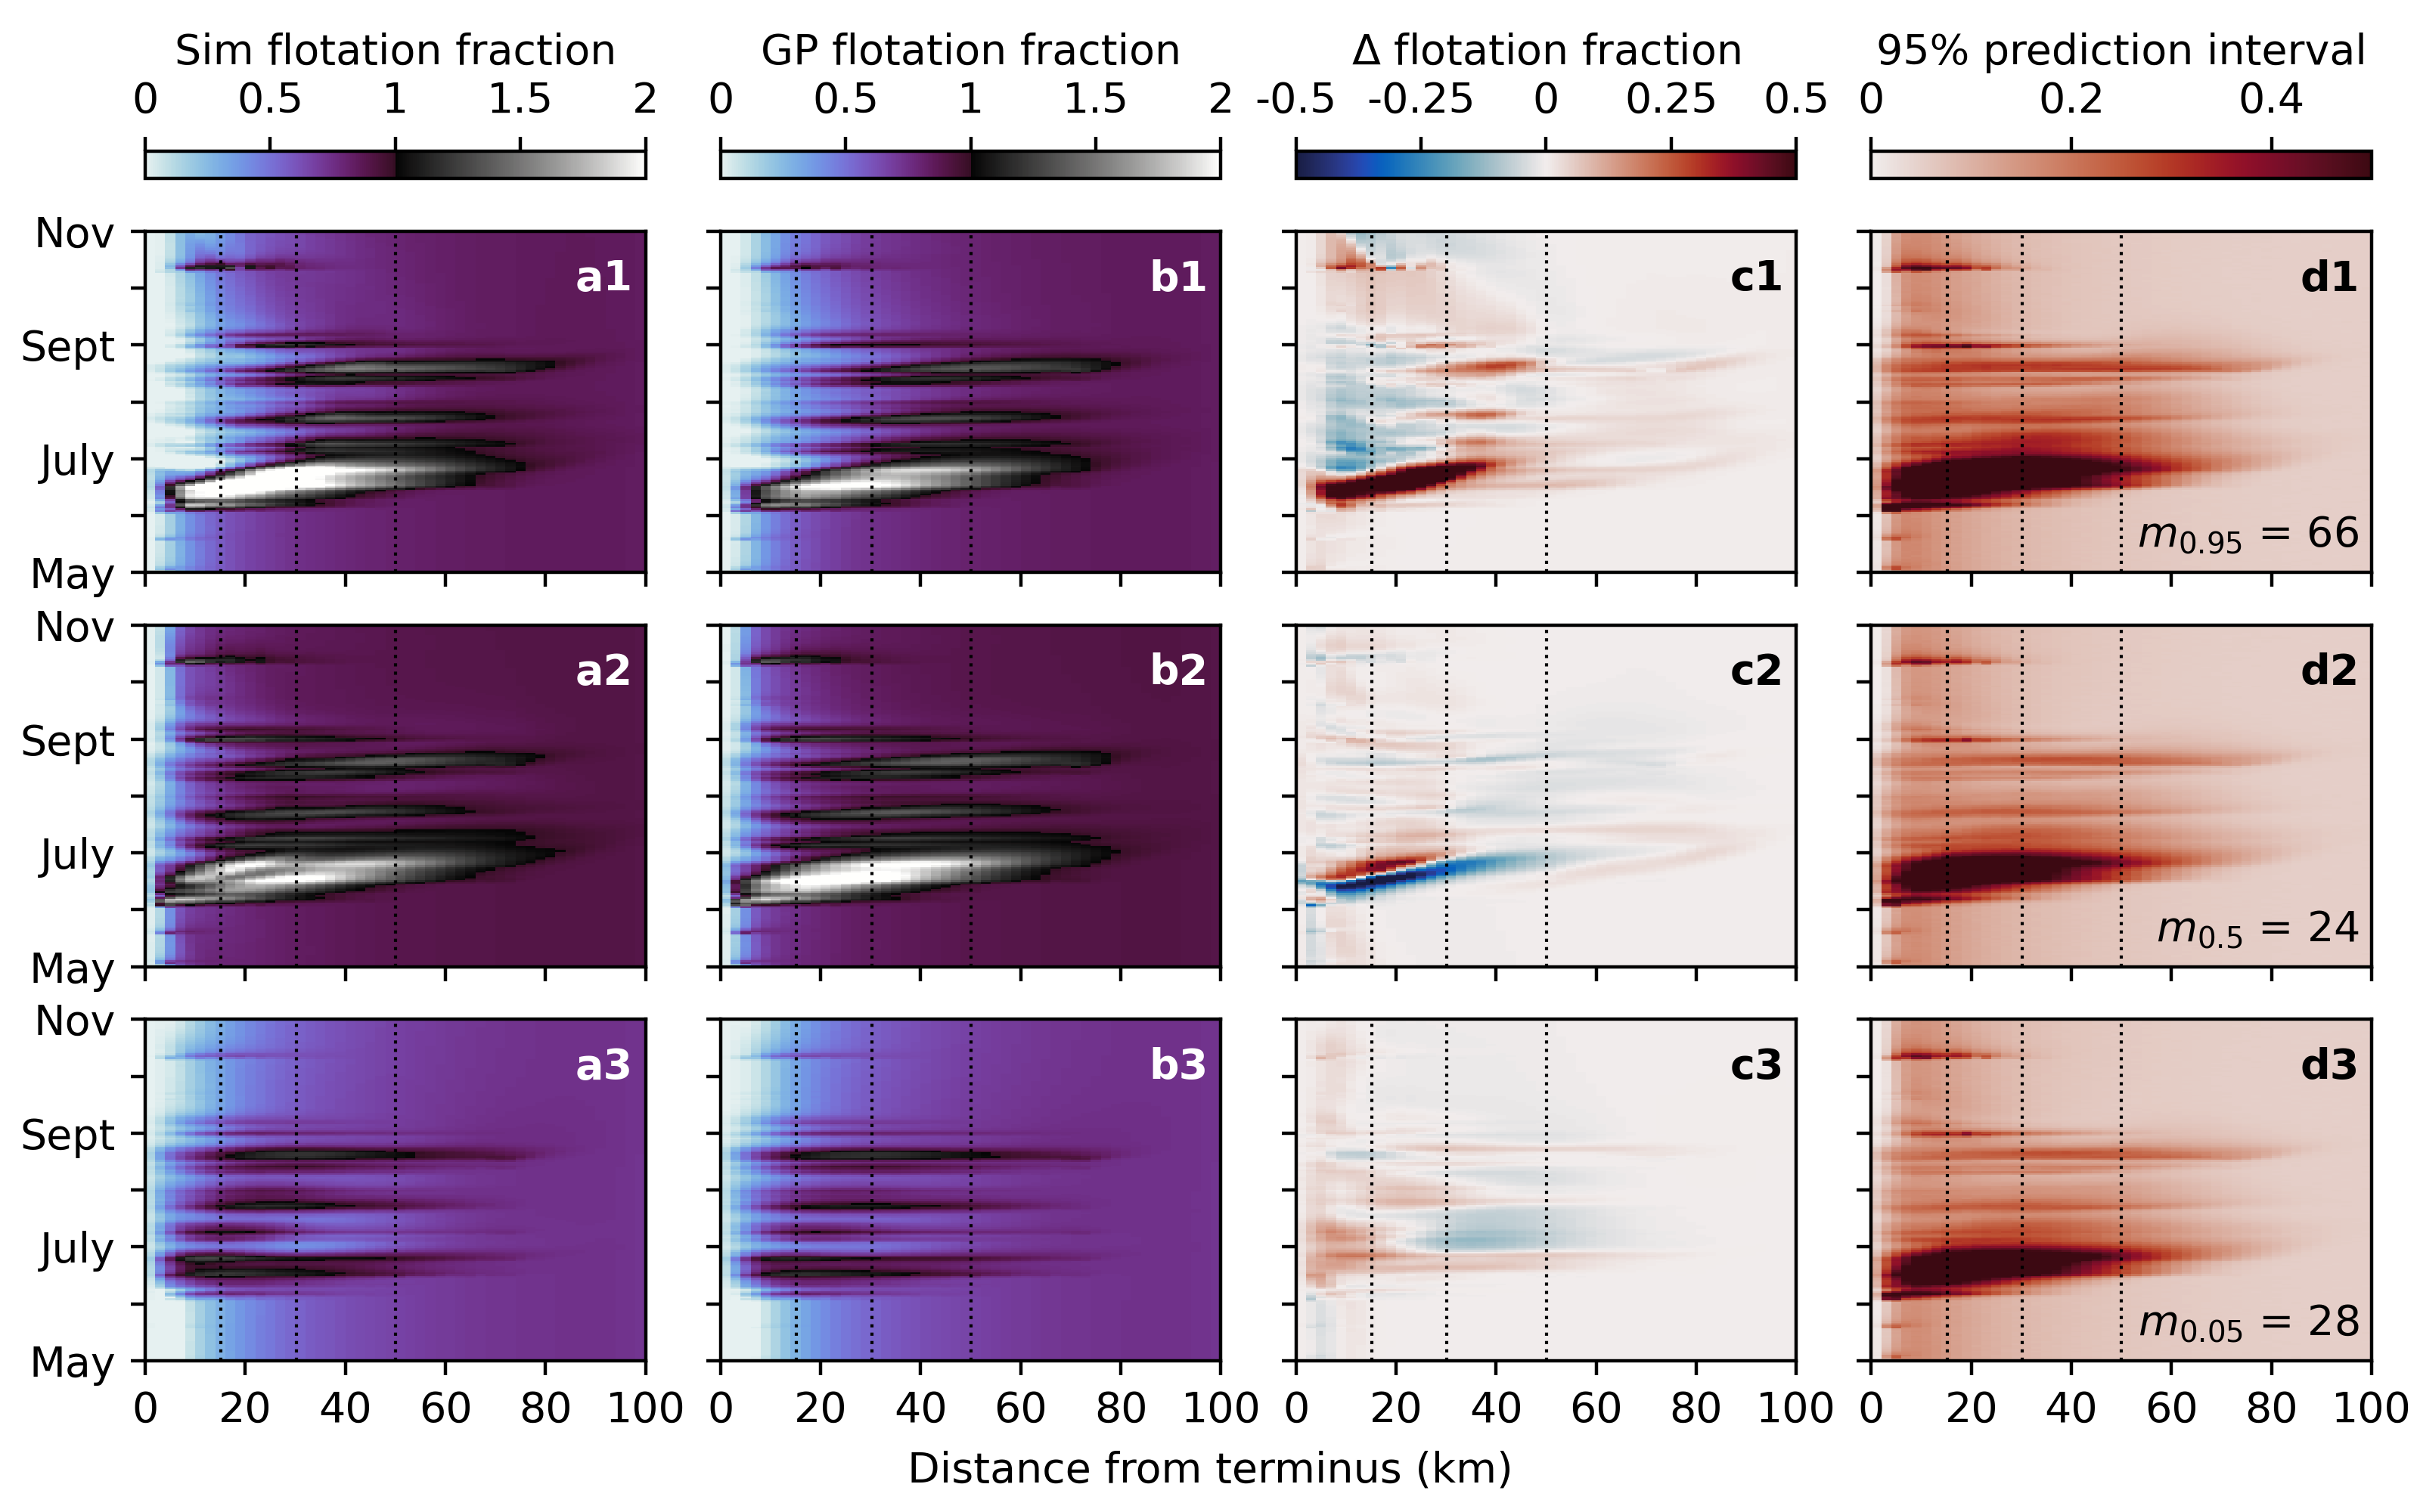 Sim flotation fraction GP flotation fraction Δ flotation fraction 95% prediction interval
0 0.5 1 1.5 2 0 0.5 1 1.5 2 -0.5 -0.25 0 0.25 0.5 0 0.2 0.4
Nov
a1 b1 c1 d1
Sept
July
m0.95 = 66
May
Nov
a2 b2 c2 d2
Sept
July
m0.5 = 24
May
Nov
a3 b3 c3 d3
Sept
July
m0.05 = 28
May
0 20 40 60 80 100 0 20 40 60 80 100 0 20 40 60 80 100 0 20 40 60 80 100
Distance from terminus (km)